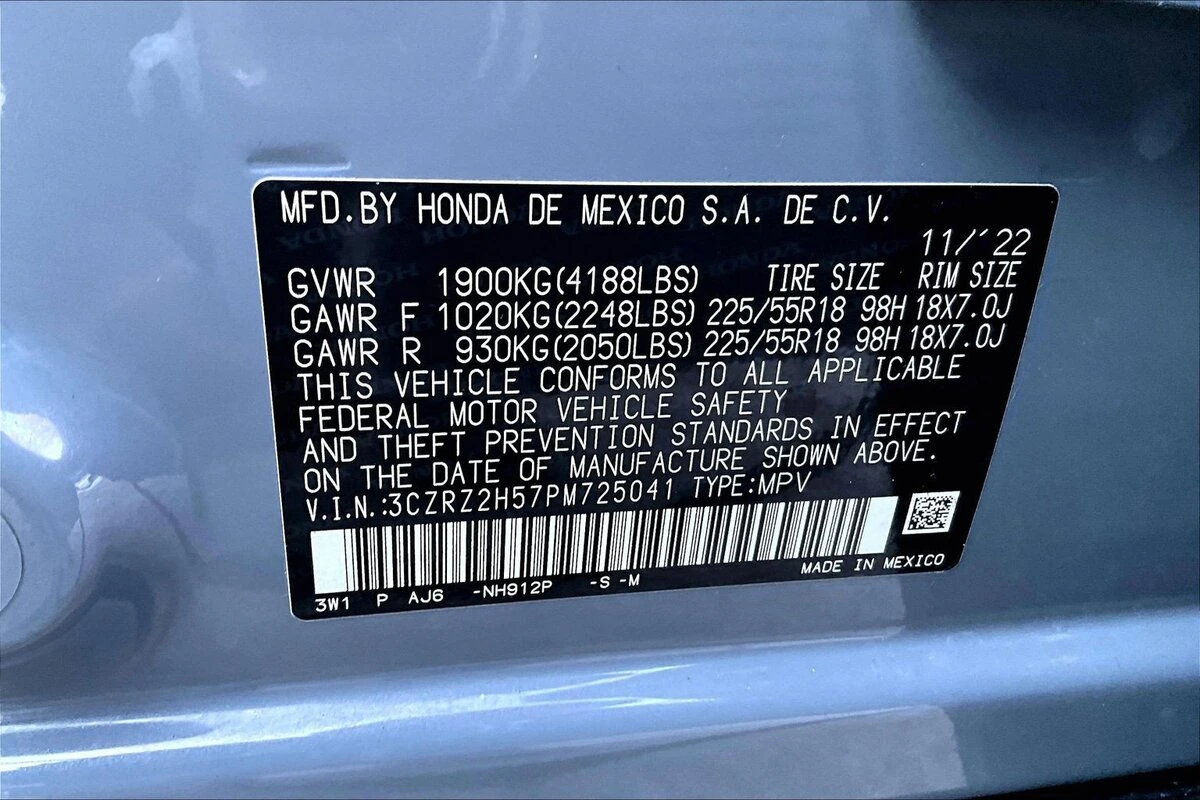 MFD.BY HONDA DE MEXICO S.A. DE C.V.
11/´22
GVWR 1900KG(4188LBS) TIRE SIZE RIM SIZE
GAWR F 1020KG(2248LBS) 225/55R18 98H 18X7.0J
GAWR R 930KG(2050LBS) 225/55R18 98H 18X7.0J
THIS VEHICLE CONFORMS TO ALL APPLICABLE
FEDERAL MOTOR VEHICLE SAFETY
AND THEFT PREVENTION STANDARDS IN EFFECT
ON THE DATE OF MANUFACTURE SHOWN ABOVE.
V.I.N.:3CZRZ2H57PM725041 TYPE:MPV
MADE IN MEXICO
3W1 P AJ6 -NH912P -S -M